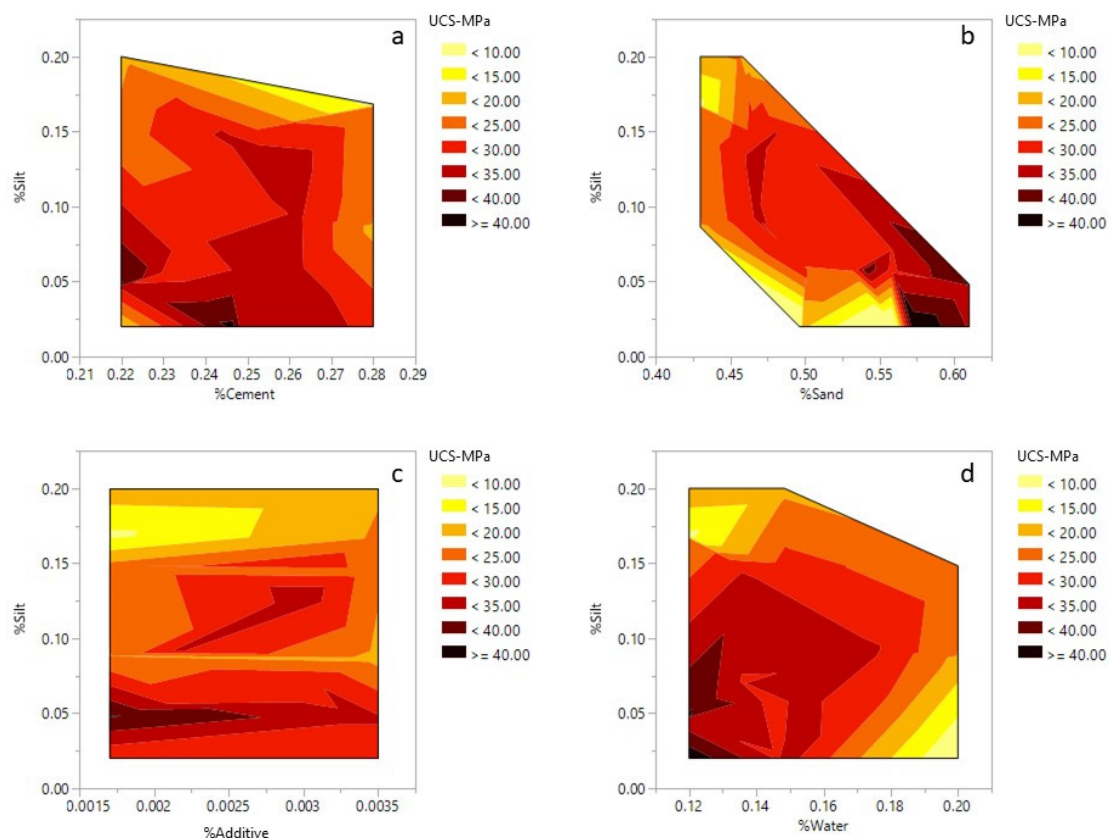 UCS-MPa
a
< 10.00
< 15.00
< 20.00
< 25.00
< 30.00
< 35.00
< 40.00
>= 40.00
%Silt
0.20
0.15
0.10
0.05
0.00
0.21 0.22 0.23 0.24 0.25 0.26 0.27 0.28 0.29
%Cement
UCS-MPa
b
< 10.00
< 15.00
< 20.00
< 25.00
< 30.00
< 35.00
< 40.00
>= 40.00
%Silt
0.20
0.15
0.10
0.05
0.00
0.40 0.45 0.50 0.55 0.60
%Sand
UCS-MPa
c
< 10.00
< 15.00
< 20.00
< 25.00
< 30.00
< 35.00
< 40.00
>= 40.00
%Silt
0.20
0.15
0.10
0.05
0.00
0.0015 0.002 0.0025 0.003 0.0035
%Additive
UCS-MPa
d
< 10.00
< 15.00
< 20.00
< 25.00
< 30.00
< 35.00
< 40.00
>= 40.00
%Silt
0.20
0.15
0.10
0.05
0.00
0.12 0.14 0.16 0.18 0.20
%Water